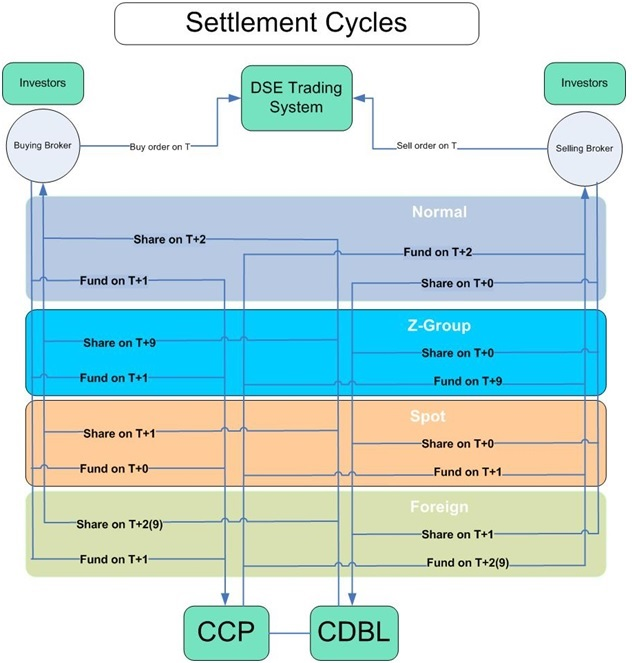 Settlement Cycles
Investors
DSE Trading
System
Investors
Buying Broker
Buy order on T
Sell order on T
Selling Broker
Normal
Share on T+2
Fund on T+2
Fund on T+1
Share on T+0
Z-Group
Share on T+9
Share on T+0
Fund on T+1
Fund on T+9
Spot
Share on T+1
Share on T+0
Fund on T+0
Fund on T+1
Foreign
Share on T+2(9)
Share on T+1
Fund on T+1
Fund on T+2(9)
CCP
CDBL